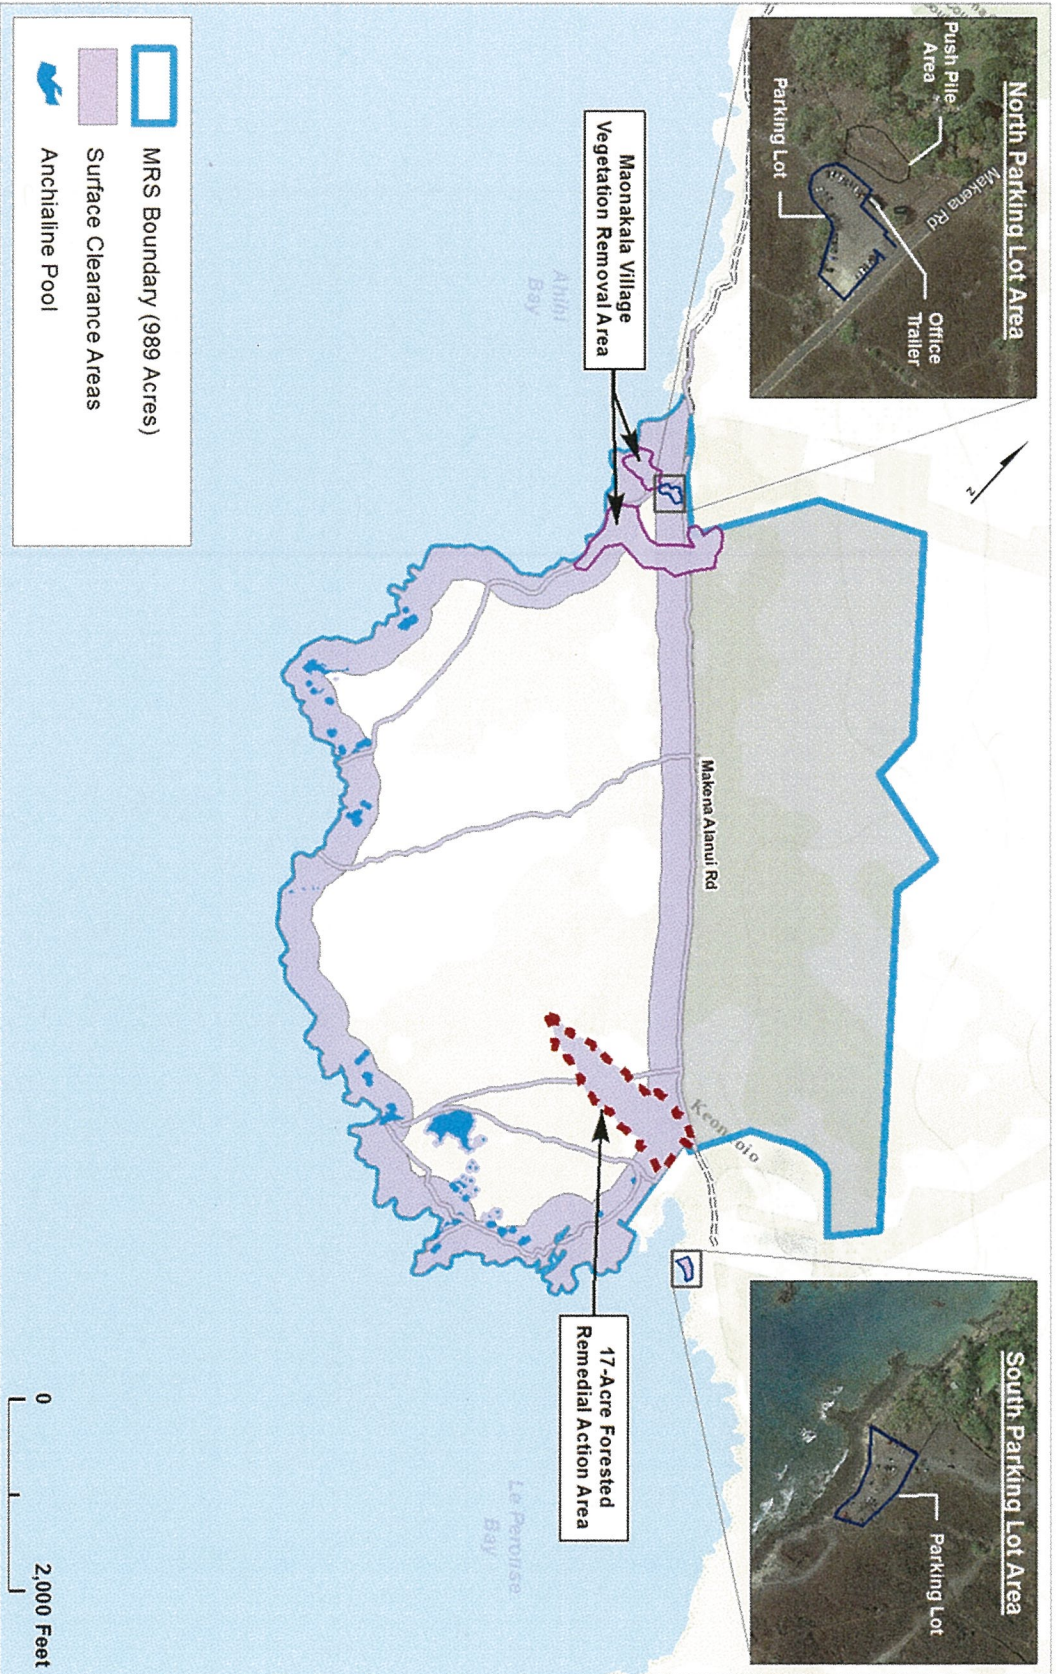 North Parking Lot Area
Push Pile
Area
Makena Rd
Parking Lot
Office
Trailer
South Parking Lot Area
Parking Lot
N
Maonakala Village
Vegetation Removal Area
Ahihi
Bay
Makena Alanui Rd
17-Acre Forested
Remedial Action Area
Le Perouse
Bay
MRS Boundary (989 Acres)
Surface Clearance Areas
Anchialine Pool
0
2,000 Feet